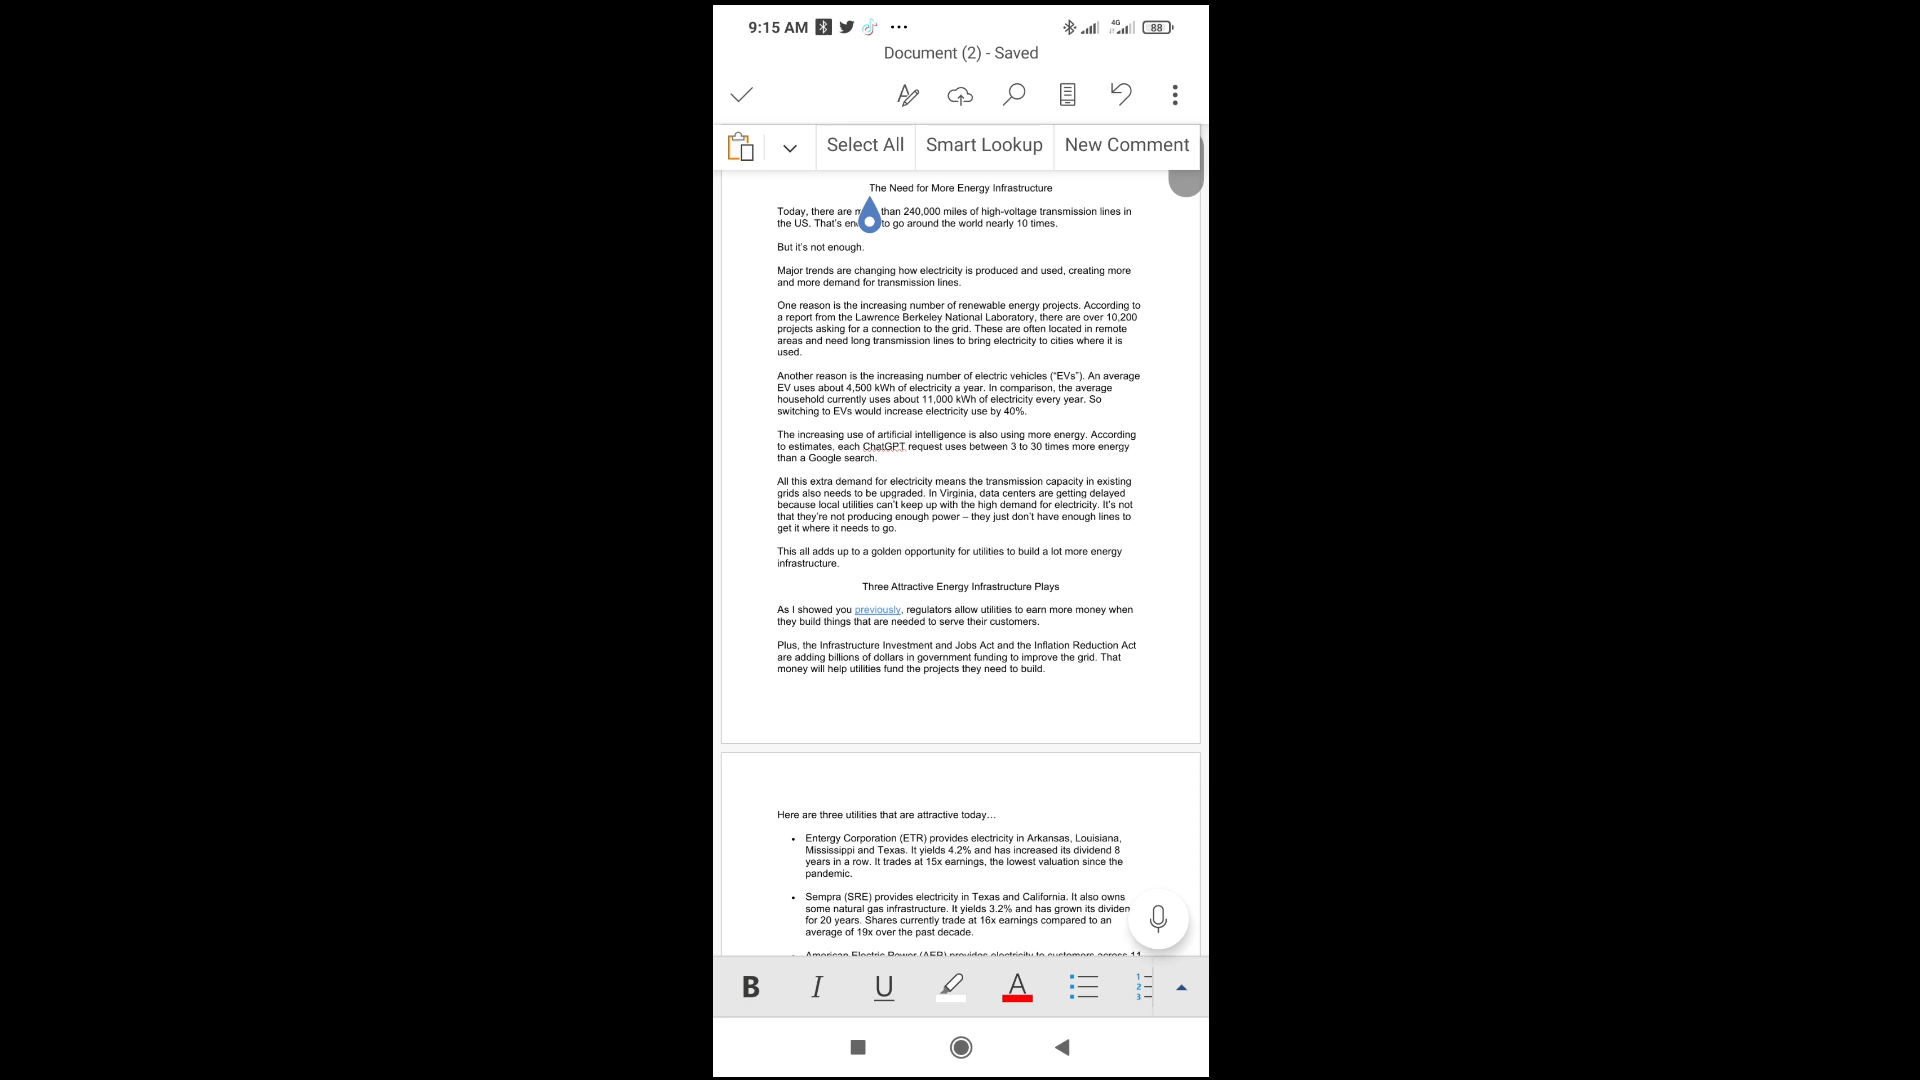 9:15 AM
4G
88
Document (2) - Saved
Select All
Smart Lookup
New Comment
The Need for More Energy Infrastructure
Today, there are m than 240,000 miles of high-voltage transmission lines in
the US. That's en to go around the world nearly 10 times.
But it's not enough.
Major trends are changing how electricity is produced and used, creating more
and more demand for transmission lines.
One reason is the increasing number of renewable energy projects. According to
a report from the Lawrence Berkeley National Laboratory, there are over 10,200
projects asking for a connection to the grid. These are often located in remote
areas and need long transmission lines to bring electricity to cities where it is
used.
Another reason is the increasing number of electric vehicles (“EVs”). An average
EV uses about 4,500 kWh of electricity a year. In comparison, the average
household currently uses about 11,000 kWh of electricity every year. So
switching to EVs would increase electricity use by 40%.
The increasing use of artificial intelligence is also using more energy. According
to estimates, each ChatGPT request uses between 3 to 30 times more energy
than a Google search.
All this extra demand for electricity means the transmission capacity in existing
grids also needs to be upgraded. In Virginia, data centers are getting delayed
because local utilities can't keep up with the high demand for electricity. It's not
that they're not producing enough power – they just don't have enough lines to
get it where it needs to go.
This all adds up to a golden opportunity for utilities to build a lot more energy
infrastructure.
Three Attractive Energy Infrastructure Plays
As I showed you previously, regulators allow utilities to earn more money when
they build things that are needed to serve their customers.
Plus, the Infrastructure Investment and Jobs Act and the Inflation Reduction Act
are adding billions of dollars in government funding to improve the grid. That
money will help utilities fund the projects they need to build.
Here are three utilities that are attractive today…
• Entergy Corporation (ETR) provides electricity in Arkansas, Louisiana,
Mississippi and Texas. It yields 4.2% and has increased its dividend 8
years in a row. It trades at 15x earnings, the lowest valuation since the
pandemic.
• Sempra (SRE) provides electricity in Texas and California. It also owns
some natural gas infrastructure. It yields 3.2% and has grown its dividen
for 20 years. Shares currently trade at 16x earnings compared to an
average of 19x over the past decade.
• American Electric Power (AEP) provides electricity to customers across 11
B I U A 1 2 3